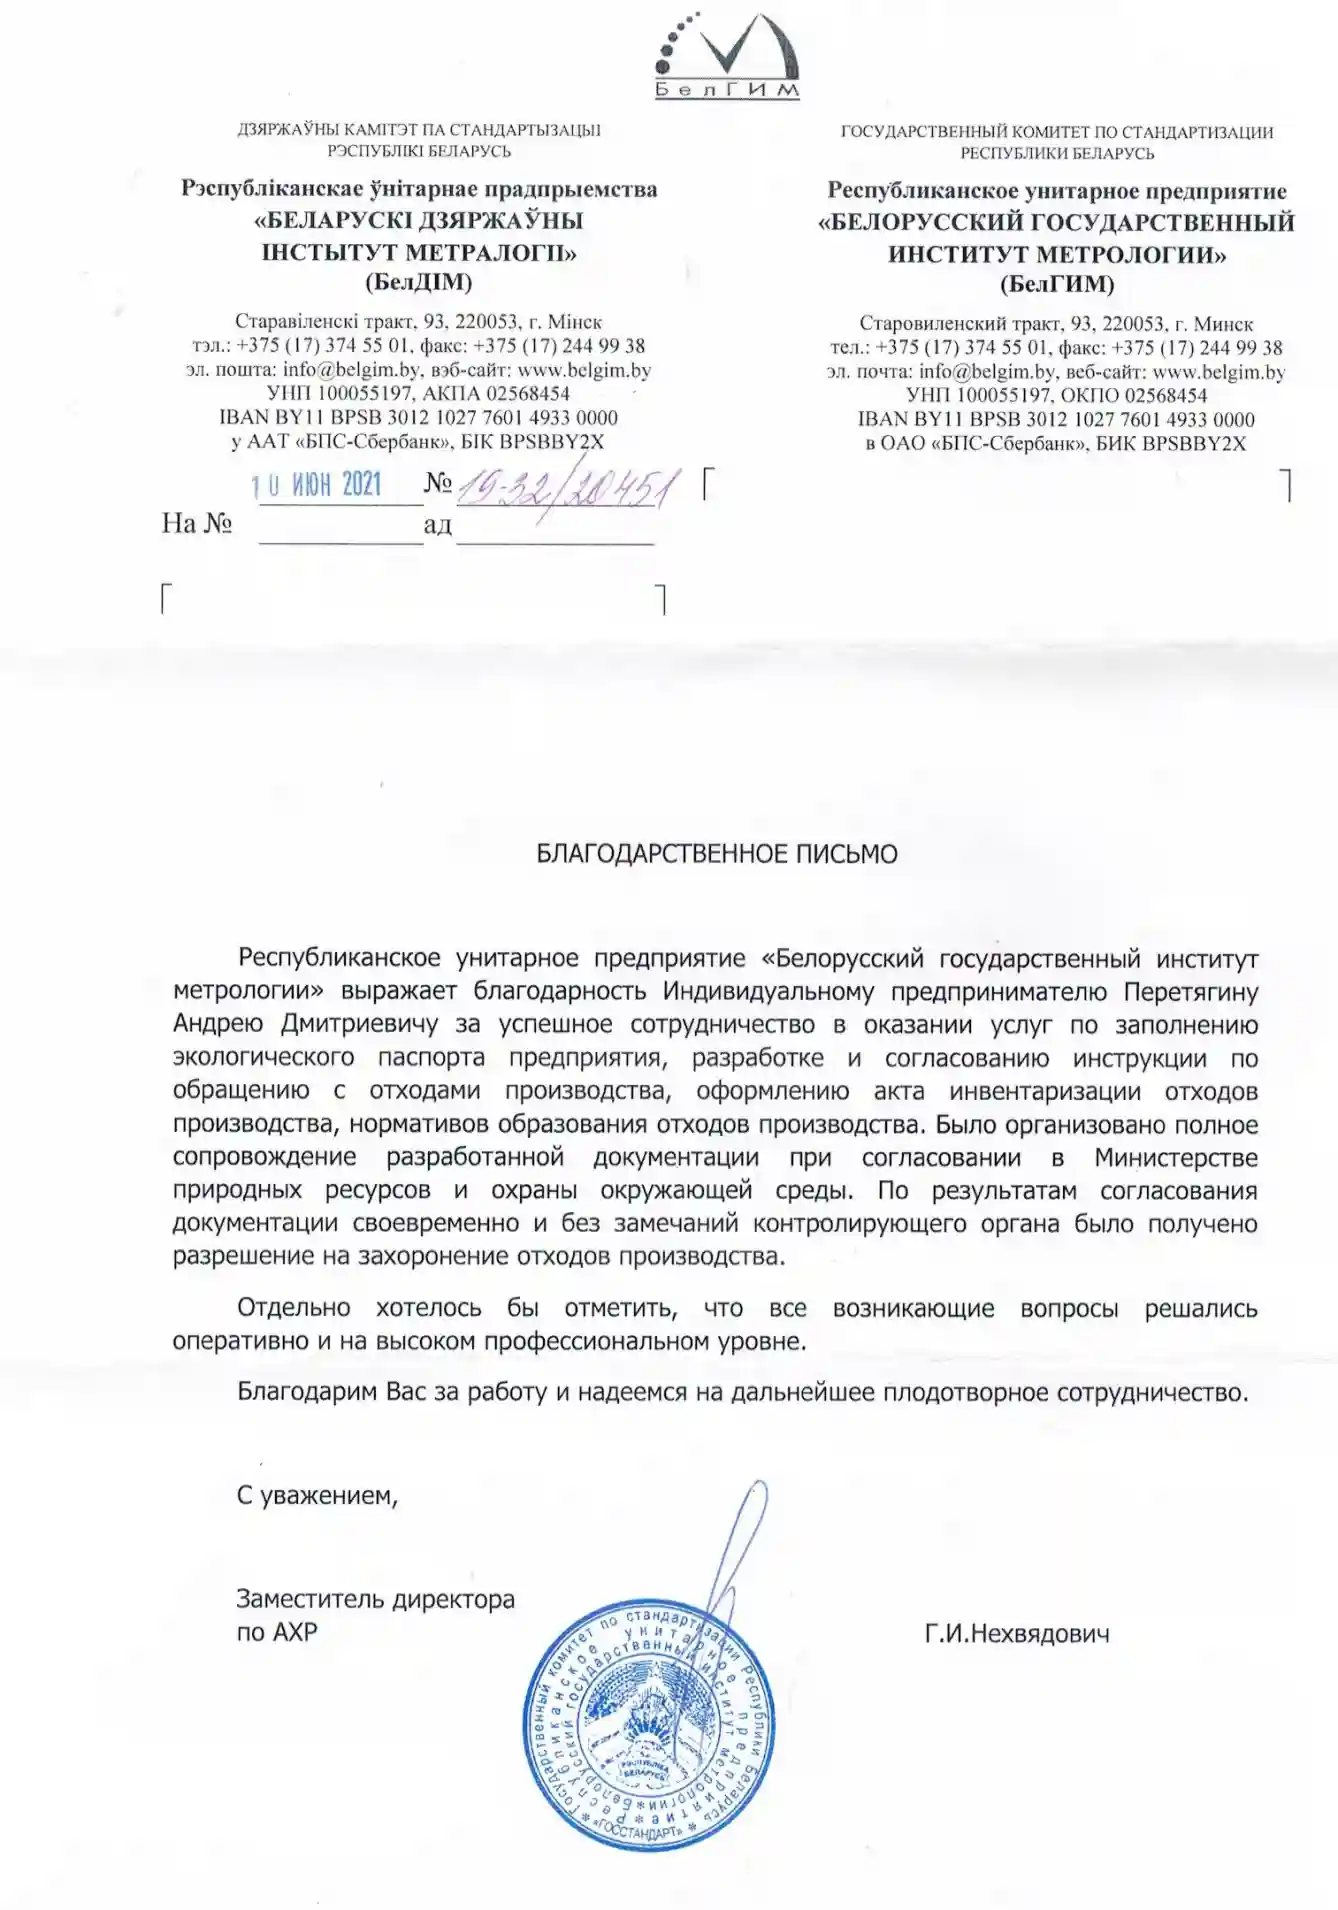 БелГИМ
ДЗЯРЖАЎНЫ КАМІТЭТ ПА СТАНДАРТЫЗАЦЫІ
РЭСПУБЛІКІ БЕЛАРУСЬ
Рэспубліканскае ўнітарнае прадпрыемства
«БЕЛАРУСКІ ДЗЯРЖАЎНЫ
ІНСТЫТУТ МЕТРАЛОГІІ»
(БелДІМ)
Старавіленскі тракт, 93, 220053, г. Мінск
тэл.: +375 (17) 374 55 01, факс: +375 (17) 244 99 38
эл. пошта: info@belgim.by, вэб-сайт: www.belgim.by
УНП 100055197, АКПА 02568454
IBAN BY11 BPSB 3012 1027 7601 4933 0000
у ААТ «БПС-Сбербанк», БІК BPSBBY2X
10 ИЮН 2021 № 19-32/20451
На № ад
ГОСУДАРСТВЕННЫЙ КОМИТЕТ ПО СТАНДАРТИЗАЦИИ
РЕСПУБЛИКИ БЕЛАРУСЬ
Республиканское унитарное предприятие
«БЕЛОРУССКИЙ ГОСУДАРСТВЕННЫЙ
ИНСТИТУТ МЕТРОЛОГИИ»
(БелГИМ)
Старовиленский тракт, 93, 220053, г. Минск
тел.: +375 (17) 374 55 01, факс: +375 (17) 244 99 38
эл. почта: info@belgim.by, веб-сайт: www.belgim.by
УНП 100055197, ОКПО 02568454
IBAN BY11 BPSB 3012 1027 7601 4933 0000
в ОАО «БПС-Сбербанк», БИК BPSBBY2X
БЛАГОДАРСТВЕННОЕ ПИСЬМО
Республиканское унитарное предприятие «Белорусский государственный институт
метрологии» выражает благодарность Индивидуальному предпринимателю Перетягину
Андрею Дмитриевичу за успешное сотрудничество в оказании услуг по заполнению
экологического паспорта предприятия, разработке и согласованию инструкции по
обращению с отходами производства, оформлению акта инвентаризации отходов
производства, нормативов образования отходов производства. Было организовано полное
сопровождение разработанной документации при согласовании в Министерстве
природных ресурсов и охраны окружающей среды. По результатам согласования
документации своевременно и без замечаний контролирующего органа было получено
разрешение на захоронение отходов производства.
Отдельно хотелось бы отметить, что все возникающие вопросы решались
оперативно и на высоком профессиональном уровне.
Благодарим Вас за работу и надеемся на дальнейшее плодотворное сотрудничество.
С уважением,
Заместитель директора
по АХР
Г.И.Нехвядович
Государственный комитет по стандартизации Республики Беларусь
* «ГОССТАНДАРТ» *
Республиканское унитарное предприятие *
Белорусский государственный институт метрологии *
РЭСПУБЛІКА
БЕЛАРУСЬ